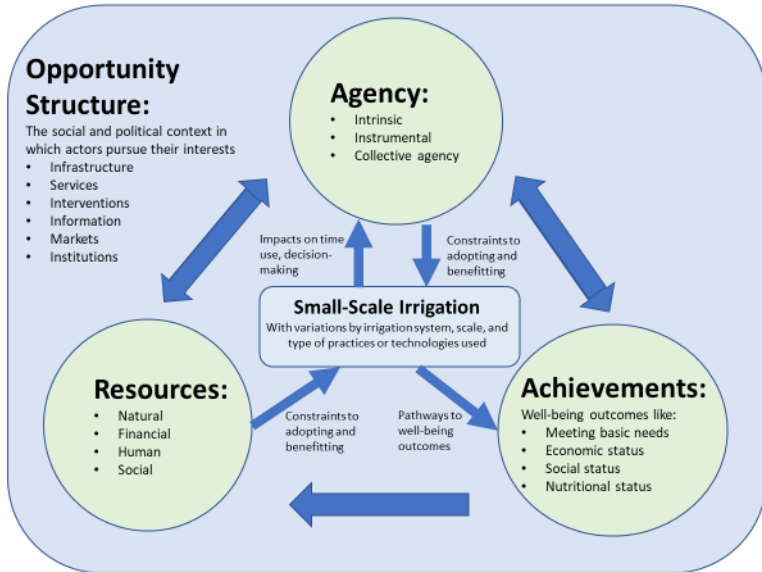 Opportunity
Structure:
The social and political context in
which actors pursue their interests
• Infrastructure
• Services
• Interventions
• Information
• Markets
• Institutions
Agency:
• Intrinsic
• Instrumental
• Collective agency
Impacts on time
use, decision-
making
Constraints to
adopting and
benefitting
Small-Scale Irrigation
With variations by irrigation system, scale, and
type of practices or technologies used
Resources:
• Natural
• Financial
• Human
• Social
Constraints to
adopting and
benefitting
Pathways to
well-being
outcomes
Achievements:
Well-being outcomes like:
• Meeting basic needs
• Economic status
• Social status
• Nutritional status